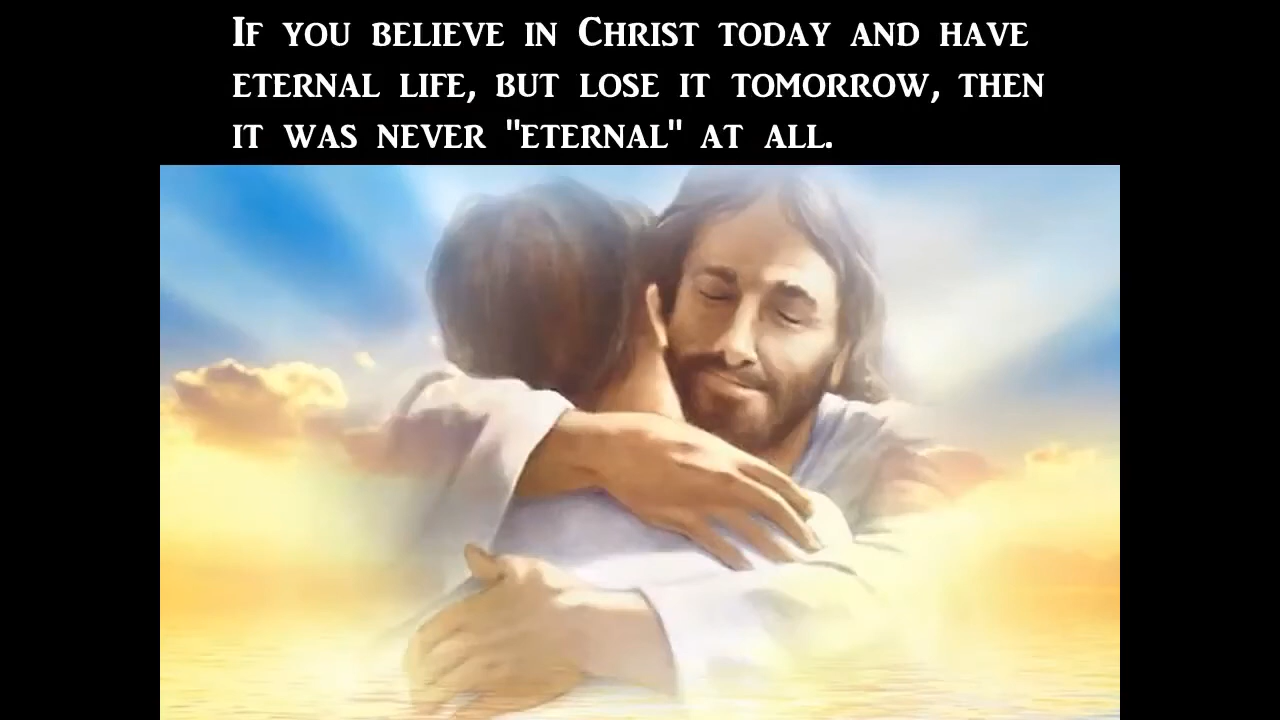 If you believe in Christ today and have
eternal life, but lose it tomorrow, then
it was never "eternal" at all.